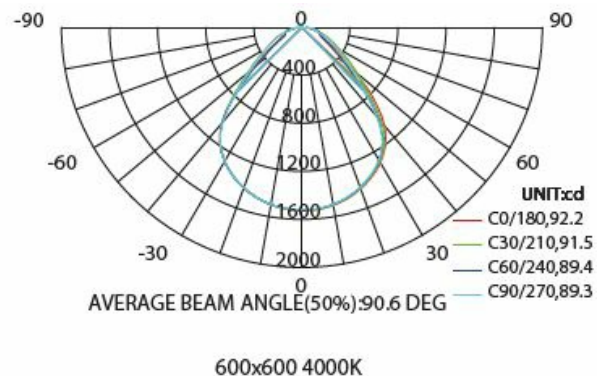 -90 0 90
400
800
-60 1200 60
UNIT:cd
1600 C0/180,92.2
C30/210,91.5
-30 2000 30
C60/240,89.4
0
C90/270,89.3
AVERAGE BEAM ANGLE(50%):90.6 DEG
600x600 4000K